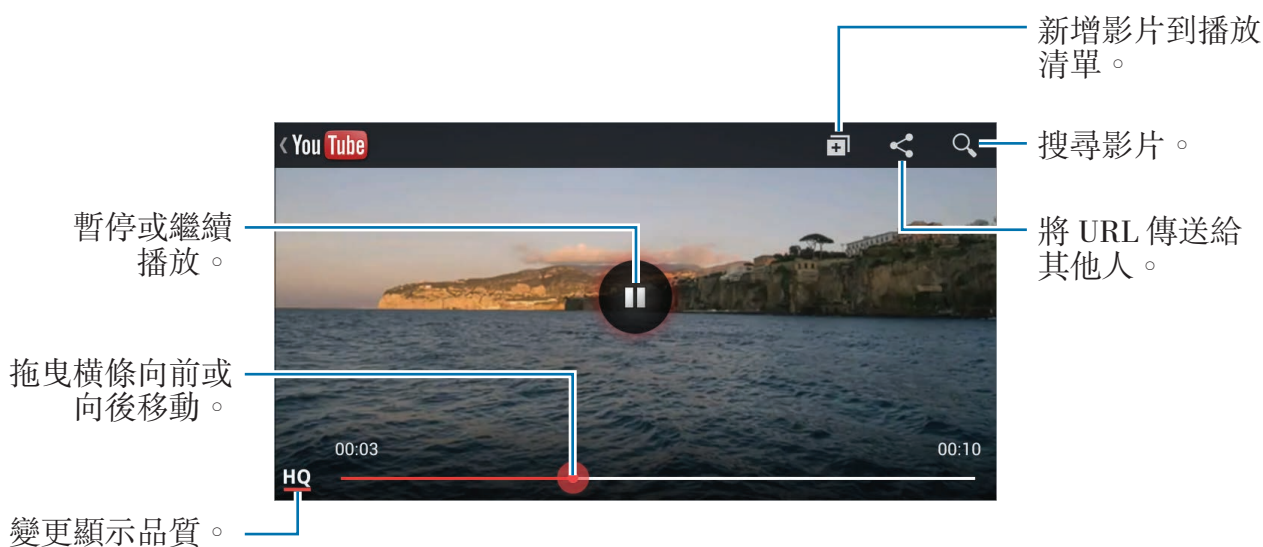 新增影片到播放
清單。
You Tube
搜尋影片。
暫停或繼續
播放。
將 URL 傳送給
其他人。
拖曳橫條向前或
向後移動。
00:03
00:10
HQ
變更顯示品質。